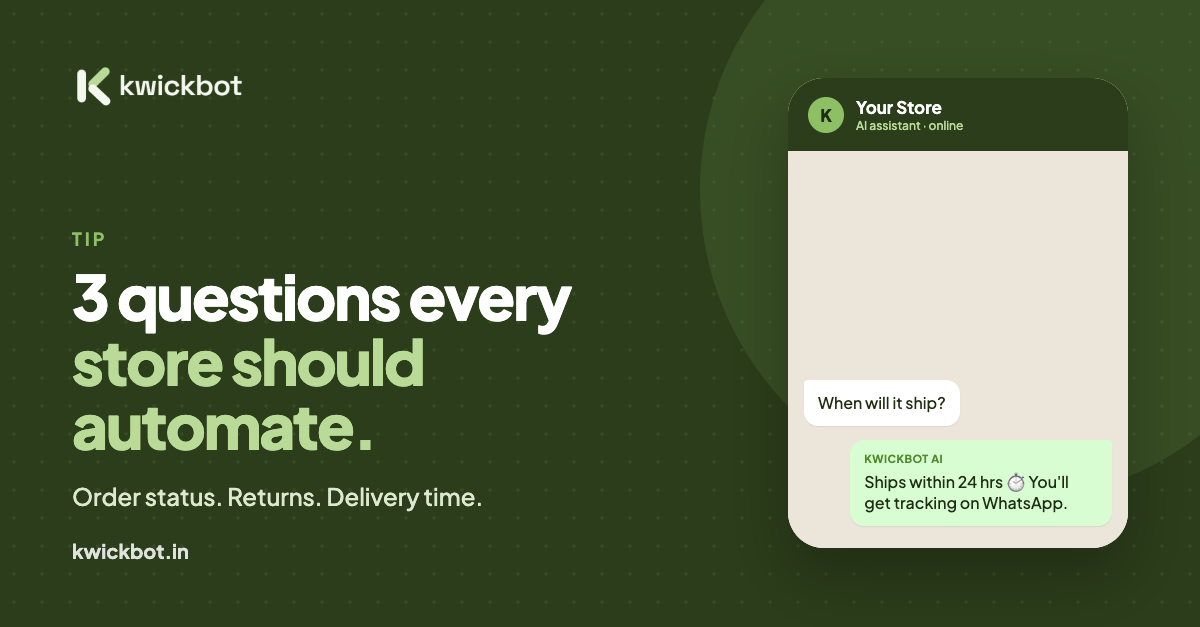 kwickbot
TIP
3 questions every
store should
automate.
Order status. Returns. Delivery time.
kwickbot.in
K
Your Store
AI assistant · online
When will it ship?
KWICKBOT AI
Ships within 24 hrs ⏱️ You'll
get tracking on WhatsApp.